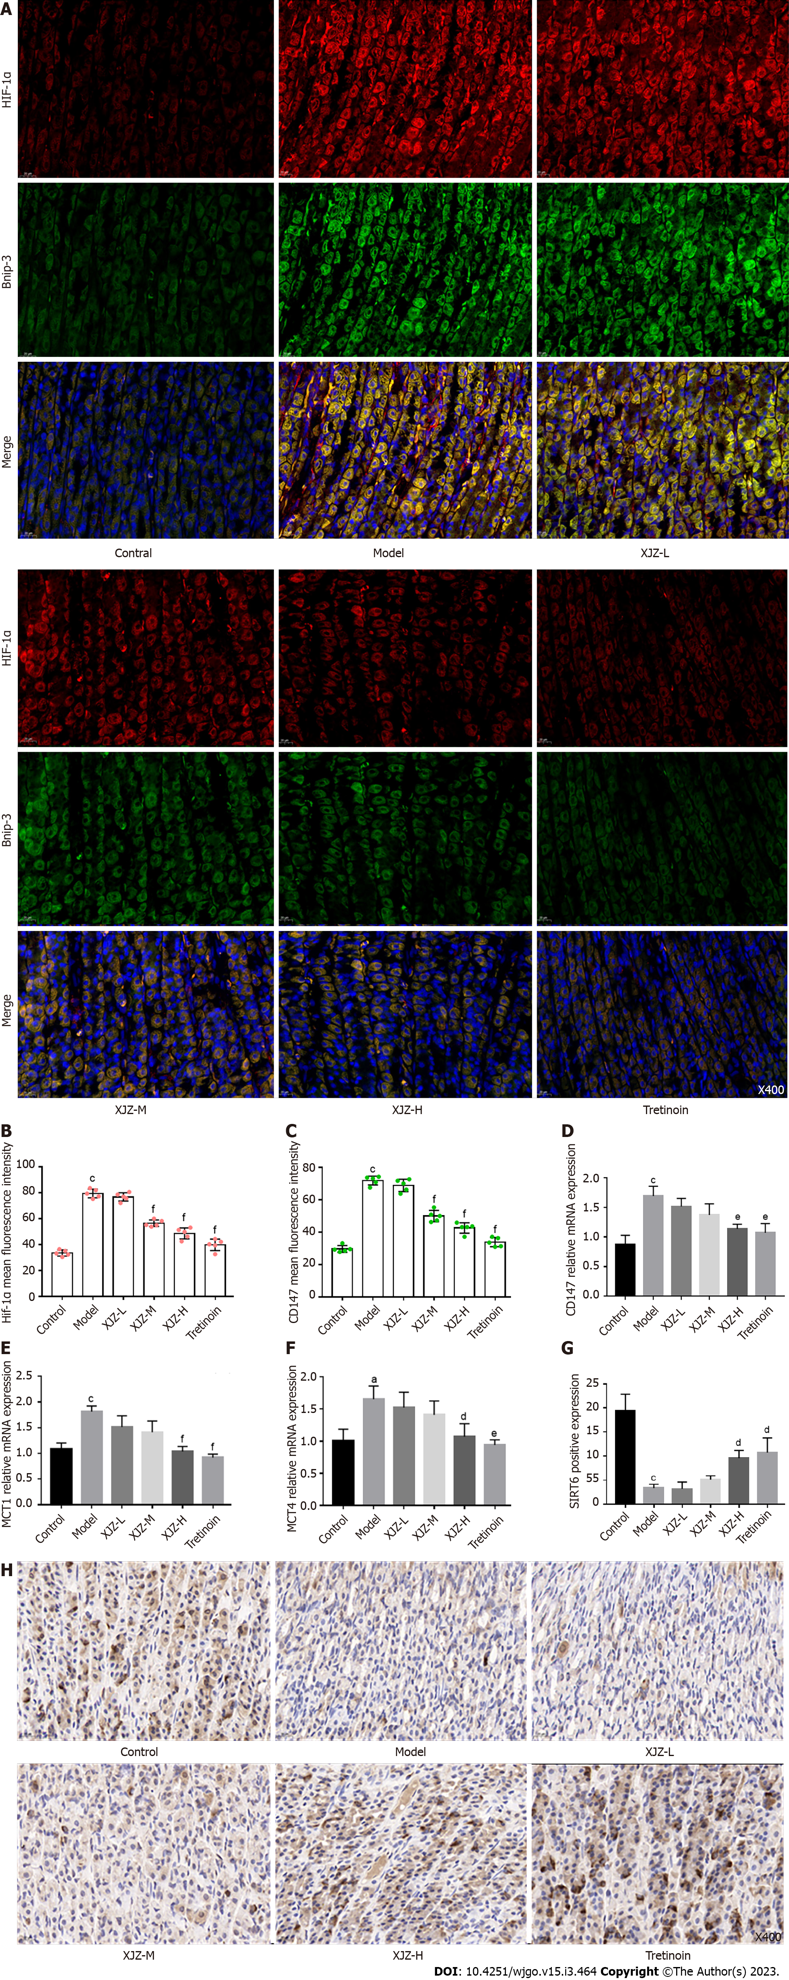 A
HIF-1α
Bnip-3
Merge
Contral
Model
XJZ-L
HIF-1α
Bnip-3
Merge
X400
XJZ-M
XJZ-H
Tretinoin
B
Hif-1α mean fluorescence intensity
100
80
60
40
20
0
c
f
f
f
Control
Model
XJZ-L
XJZ-M
XJZ-H
Tretinoin
C
CD147 mean fluorescence intensity
80
60
40
20
0
c
f
f
f
Control
Model
XJZ-L
XJZ-M
XJZ-H
Tretinoin
D
CD147 relative mRNA expression
2.0
1.5
1.0
0.5
0.0
c
e
e
Control
Model
XJZ-L
XJZ-M
XJZ-H
Tretinoin
E
MCT1 relative mRNA expression
2.5
2.0
1.5
1.0
0.5
0.0
c
f
f
Control
Model
XJZ-L
XJZ-M
XJZ-H
Tretinoin
F
MCT4 relative mRNA expression
2.0
1.5
1.0
0.5
0.0
a
d
e
Control
Model
XJZ-L
XJZ-M
XJZ-H
Tretinoin
G
SIRT6 positive expression
25
20
15
10
55
0
c
d
d
Control
Model
XJZ-L
XJZ-M
XJZ-H
Tretinoin
H
Control
Model
XJZ-L
X400
XJZ-M
XJZ-H
Tretinoin
DOI: 10.4251/wjgo.v15.i3.464 Copyright ©The Author(s) 2023.